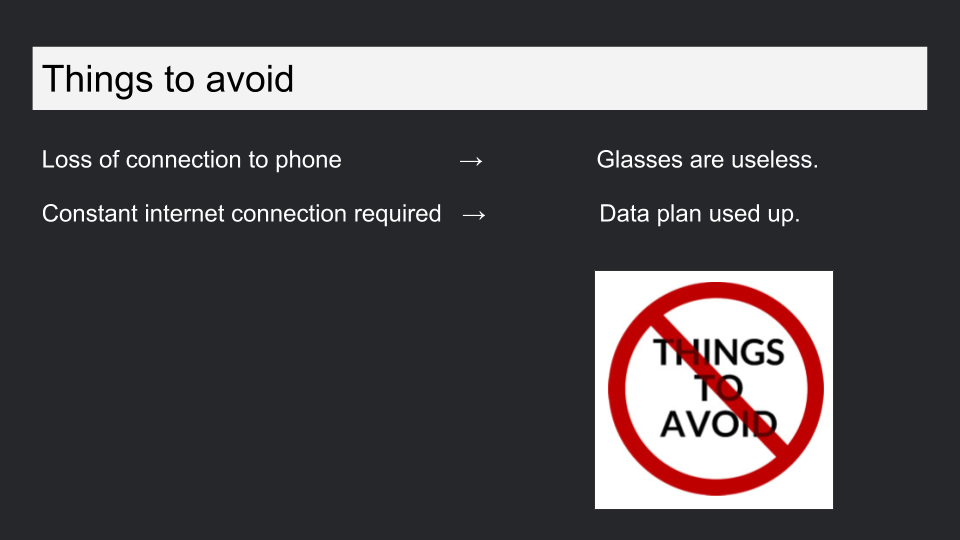 Things to avoid
Loss of connection to phone → Glasses are useless.
Constant internet connection required → Data plan used up.
THINGS
TO
AVOID